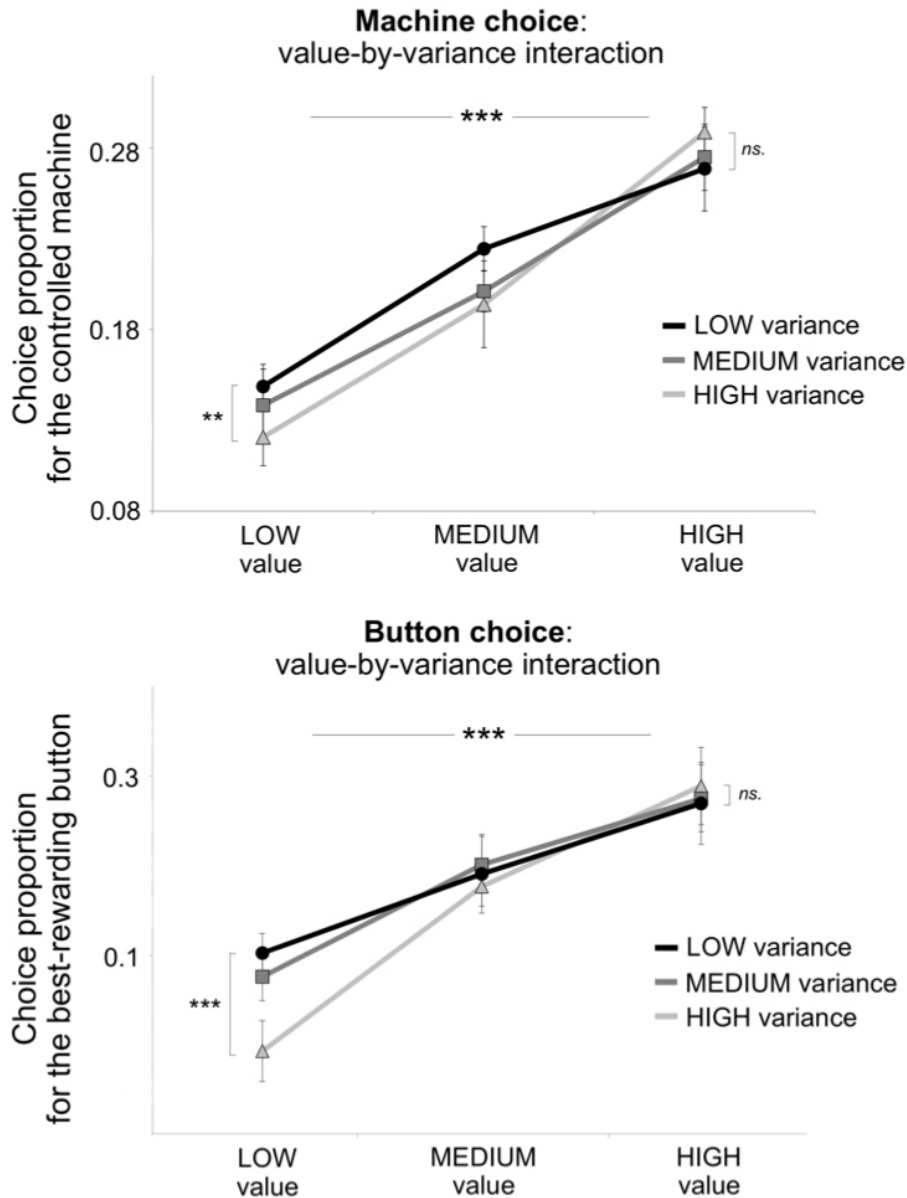 Machine choice:
value-by-variance interaction
Choice proportion
for the controlled machine
***
0.28
ns.
0.18
LOW variance
MEDIUM variance
HIGH variance
**
0.08
LOW
value
MEDIUM
value
HIGH
value
Button choice:
value-by-variance interaction
Choice proportion
for the best-rewarding button
***
0.3
ns.
0.1
LOW variance
MEDIUM variance
HIGH variance
***
LOW
value
MEDIUM
value
HIGH
value